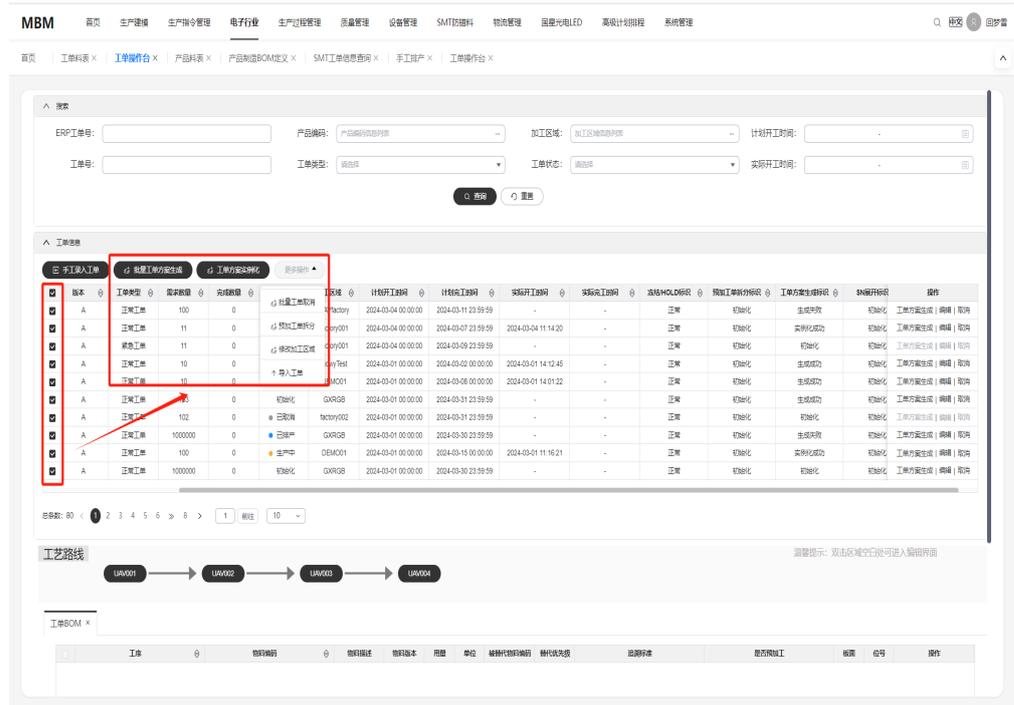 MBM 首页 生产建模 生产指令管理 电子行业 生产过程管理 质量管理 设备管理 SMT防错料 物流管理 国星光电LED 高级计划排程 系统管理 中文 回梦雪
首页 工单料表 × 工单操作台 × 产品料表 × 产品制造BOM定义 × SMT工单信息查询 × 手工排产 × 工单操作台 ×
搜索
ERP工单号: 产品编码: 产品编码信息列表 加工区域: 加工区域信息列表 计划开工时间: -
工单号: 工单类型: 请选择 工单状态: 请选择 实际开工时间: -
查询 重置
工单信息
手工录入工单 批量工单方案生成 工单方案实例化 更多操作
版本 工单类型 需求数量 完成数量 工区域 计划开工时间 计划完工时间 实际开工时间 实际完工时间 冻结/HOLD标识 预加工单拆分标识 工单方案生成标识 SN展开标识 操作
批量工单取消
预加工单拆分
修改加工区域
导入工单
A 正常工单 100 0 factory 2024-03-04 00:00:00 2024-03-11 23:59:59 - - 正常 初始化 生成失败 初始化 工单方案生成 | 编辑 | 取消
A 正常工单 11 0 ctory001 2024-03-04 00:00:00 2024-03-07 23:59:59 2024-03-04 11:14:20 - 正常 初始化 实例化成功 初始化 工单方案生成 | 编辑 | 取消
A 紧急工单 11 0 ctory001 2024-03-04 00:00:00 2024-03-09 23:59:59 - - 正常 初始化 初始化 初始化 工单方案生成 | 编辑 | 取消
A 正常工单 10 0 Test 2024-03-01 00:00:00 2024-03-02 00:00:00 2024-03-01 14:12:45 - 正常 初始化 生成成功 初始化 工单方案生成 | 编辑 | 取消
A 正常工单 10 0 MO01 2024-03-01 00:00:00 2024-03-08 00:00:00 2024-03-01 14:01:22 - 正常 初始化 生成成功 初始化 工单方案生成 | 编辑 | 取消
A 正常工单 0 初始化 GXRGB 2024-03-01 00:00:00 2024-03-31 23:59:59 - - 正常 初始化 生成成功 初始化 工单方案生成 | 编辑 | 取消
A 正常工单 102 0 已取消 factory002 2024-03-01 00:00:00 2024-03-31 23:59:59 - - 正常 初始化 初始化 初始化 工单方案生成 | 编辑 | 取消
A 正常工单 1000000 0 已排产 GXRGB 2024-03-01 00:00:00 2024-03-30 23:59:59 - - 正常 初始化 生成失败 初始化 工单方案生成 | 编辑 | 取消
A 正常工单 100 0 生产中 DEMO01 2024-03-01 00:00:00 2024-03-15 00:00:00 2024-03-01 11:16:21 - 正常 初始化 实例化成功 初始化 工单方案生成 | 编辑 | 取消
A 正常工单 1000000 0 初始化 GXRGB 2024-03-01 00:00:00 2024-03-30 23:59:59 - - 正常 初始化 初始化 初始化 工单方案生成 | 编辑 | 取消
总条数: 80 < 1 2 3 4 5 6 » 8 > 1 前往 10
工艺路线 温馨提示: 双击区域空白处可进入编辑界面
UAV001 UAV002 UAV003 UAV004
工单BOM ×
工序 物料编码 物料描述 物料版本 用量 单位 被替代物料编码 替代优先级 追溯标准 是否预加工 板面 位号 操作